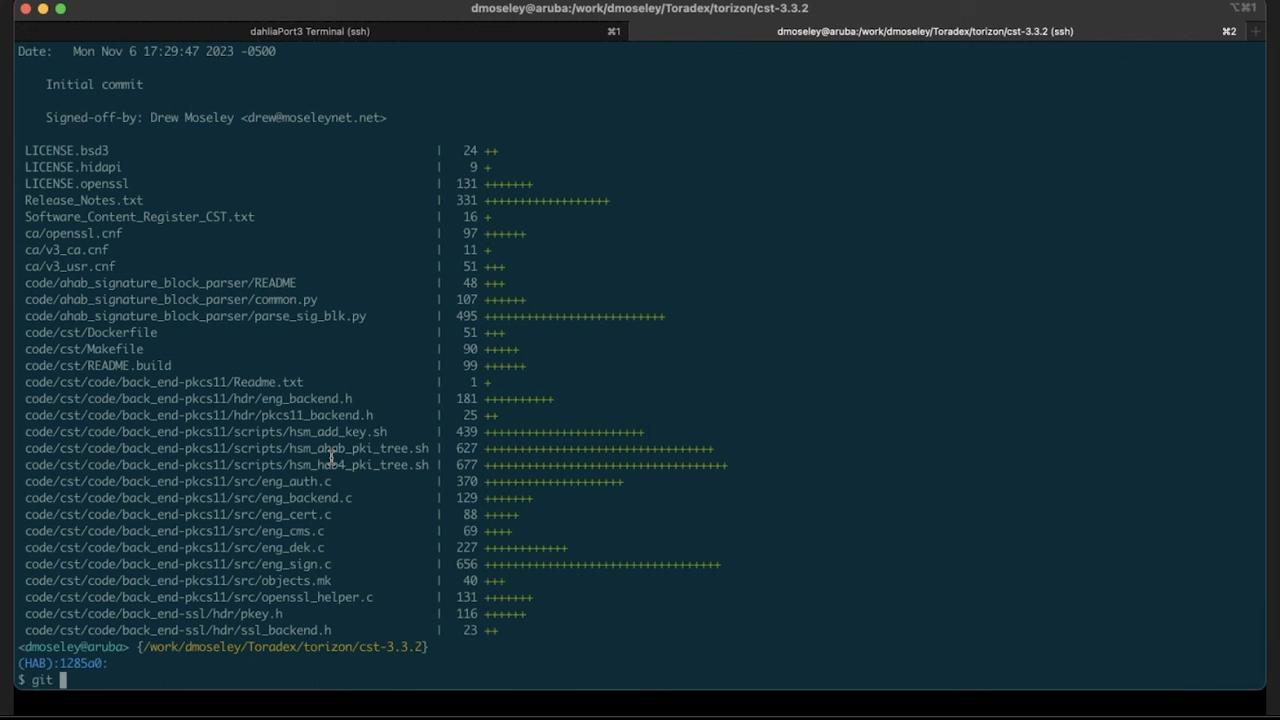 dmoseley@aruba:/work/dmoseley/Toradex/torizon/cst-3.3.2
⌥⌘1
dahliaPort3 Terminal (ssh) ⌘1 dmoseley@aruba:/work/dmoseley/Toradex/torizon/cst-3.3.2 (ssh) ⌘2 +
Date:   Mon Nov 6 17:29:47 2023 -0500
Initial commit
Signed-off-by: Drew Moseley <drew@moseleynet.net>
LICENSE.bsd3 | 24 ++
LICENSE.hidapi | 9 +
LICENSE.openssl | 131 +++++++
Release_Notes.txt | 331 ++++++++++++++++++
Software_Content_Register_CST.txt | 16 +
ca/openssl.cnf | 97 ++++++
ca/v3_ca.cnf | 11 +
ca/v3_usr.cnf | 51 +++
code/ahab_signature_block_parser/README | 48 +++
code/ahab_signature_block_parser/common.py | 107 ++++++
code/ahab_signature_block_parser/parse_sig_blk.py | 495 ++++++++++++++++++++++++++
code/cst/Dockerfile | 51 +++
code/cst/Makefile | 90 +++++
code/cst/README.build | 99 ++++++
code/cst/code/back_end-pkcs11/Readme.txt | 1 +
code/cst/code/back_end-pkcs11/hdr/eng_backend.h | 181 ++++++++++
code/cst/code/back_end-pkcs11/hdr/pkcs11_backend.h | 25 ++
code/cst/code/back_end-pkcs11/scripts/hsm_add_key.sh | 439 +++++++++++++++++++++++
code/cst/code/back_end-pkcs11/scripts/hsm_ahab_pki_tree.sh | 627 +++++++++++++++++++++++++++++++++
code/cst/code/back_end-pkcs11/scripts/hsm_hab4_pki_tree.sh | 677 +++++++++++++++++++++++++++++++++++
code/cst/code/back_end-pkcs11/src/eng_auth.c | 370 ++++++++++++++++++++
code/cst/code/back_end-pkcs11/src/eng_backend.c | 129 +++++++
code/cst/code/back_end-pkcs11/src/eng_cert.c | 88 +++++
code/cst/code/back_end-pkcs11/src/eng_cms.c | 69 ++++
code/cst/code/back_end-pkcs11/src/eng_dek.c | 227 ++++++++++++
code/cst/code/back_end-pkcs11/src/eng_sign.c | 656 ++++++++++++++++++++++++++++++++++
code/cst/code/back_end-pkcs11/src/objects.mk | 40 +++
code/cst/code/back_end-pkcs11/src/openssl_helper.c | 131 +++++++
code/cst/code/back_end-ssl/hdr/pkey.h | 116 ++++++
code/cst/code/back_end-ssl/hdr/ssl_backend.h | 23 ++
<dmoseley@aruba> {/work/dmoseley/Toradex/torizon/cst-3.3.2}
(HAB):1285a0:
$ git